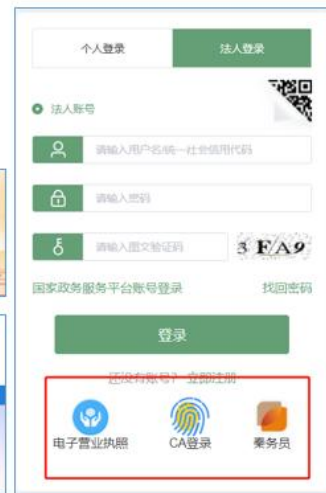 个人登录
法人登录
法人账号
请输入用户名/统一社会信用代码
请输入密码
请输入图文验证码
3 EA9
国家政务服务平台账号登录
找回密码
登录
还没有账号？ 立即注册
电子营业执照
CA登录
秦务员